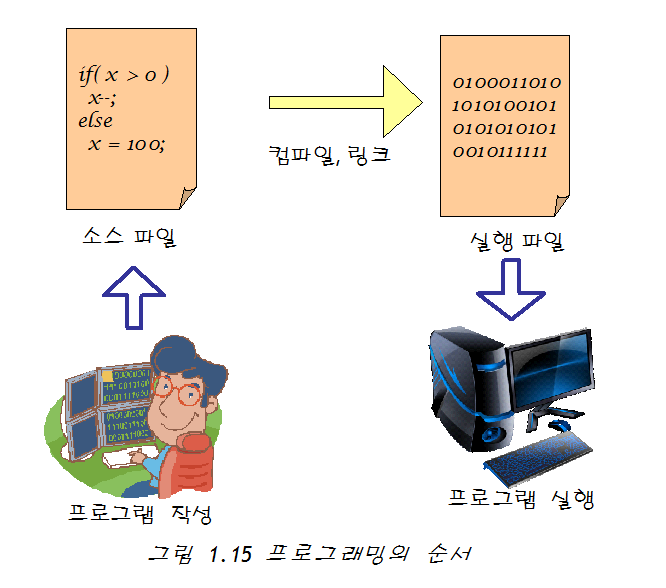 if( x > 0 )
x--;
else
x = 100;
소스 파일
컴파일, 링크
0100011010
1010100101
0101010101
0010111111
실행 파일
프로그램 작성
프로그램 실행
그림 1.15 프로그래밍의 순서